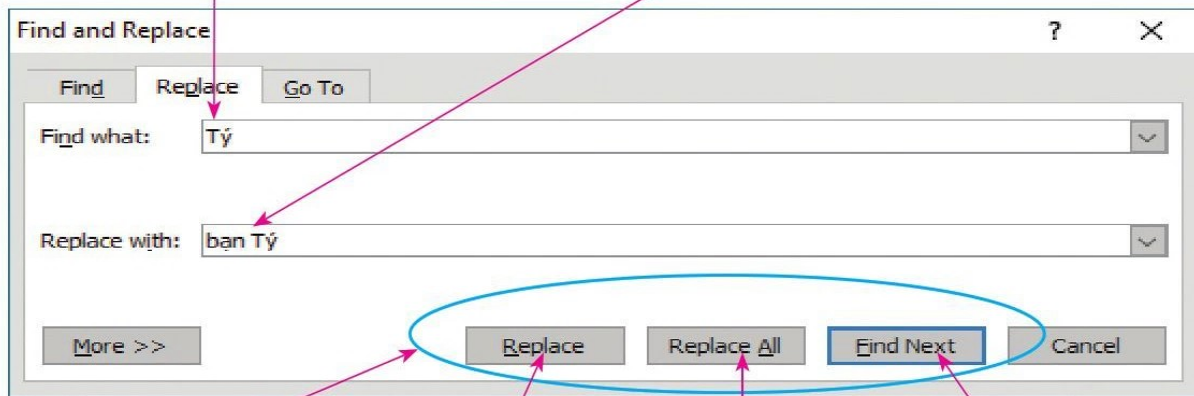 Find and Replace ? ×
Find Replace Go To
Find what: Tý
Replace with: bạn Tý
More >> Replace Replace All Find Next Cancel